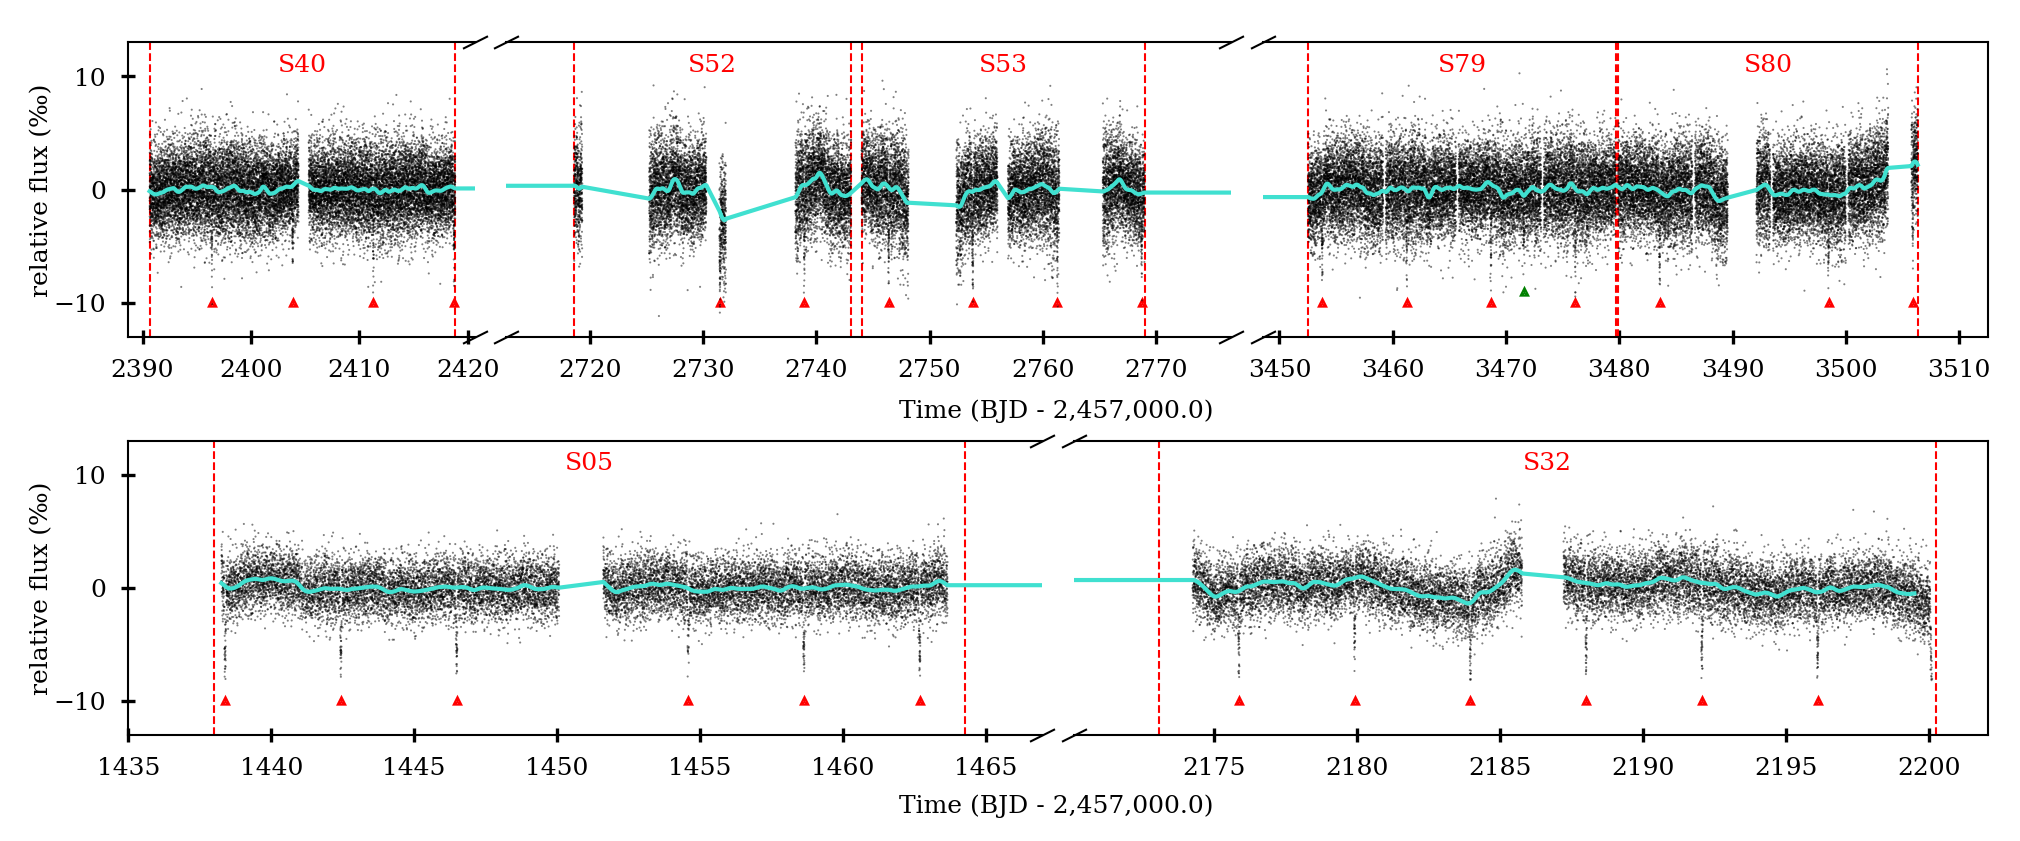 S40 S52 S53 S79 S80
10
0
−10
relative flux (‰)
2390 2400 2410 2420 2720 2730 2740 2750 2760 2770 3450 3460 3470 3480 3490 3500 3510
Time (BJD - 2,457,000.0)
S05 S32
10
0
−10
relative flux (‰)
1435 1440 1445 1450 1455 1460 1465 2175 2180 2185 2190 2195 2200
Time (BJD - 2,457,000.0)